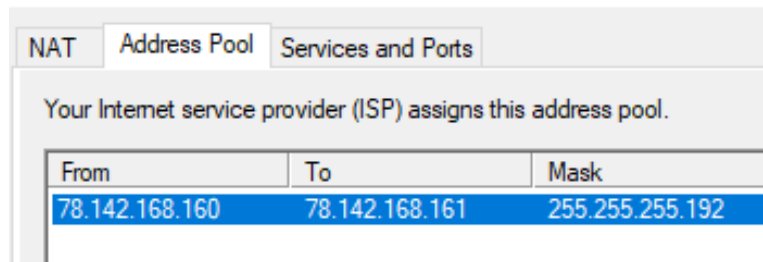 NAT Address Pool Services and Ports
Your Internet service provider (ISP) assigns this address pool.
From To Mask
78.142.168.160 78.142.168.161 255.255.255.192